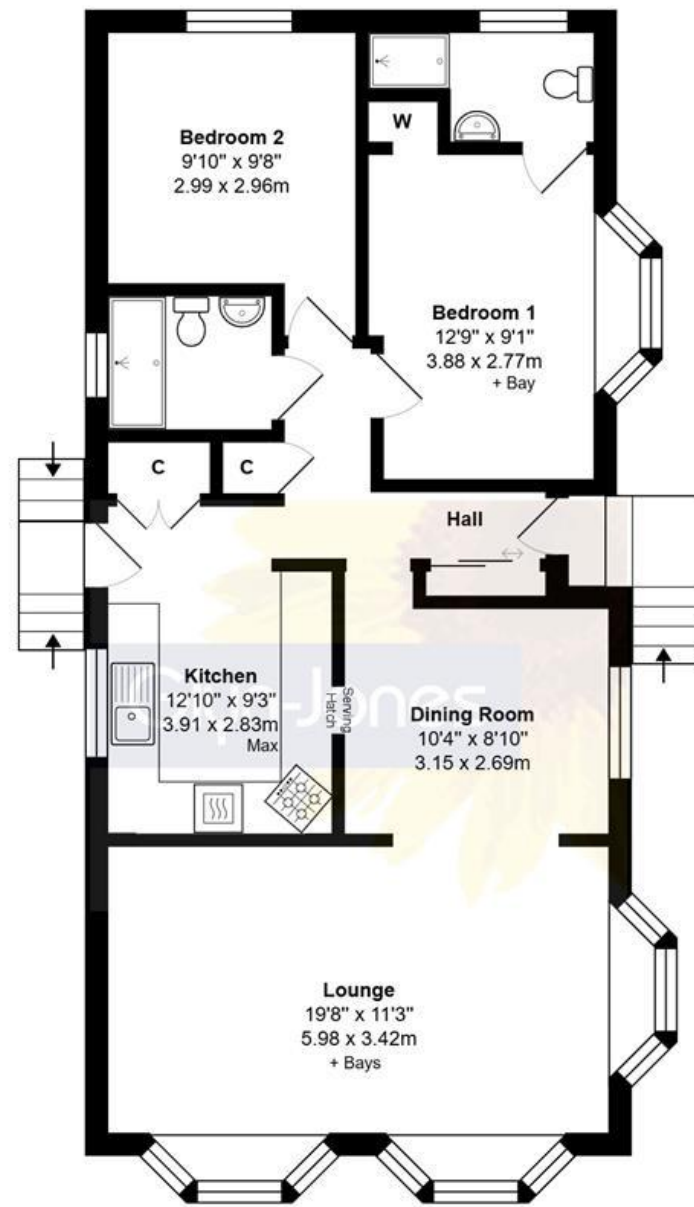 Bedroom 2
9'10" x 9'8"
2.99 x 2.96m
W
Bedroom 1
12'9" x 9'1"
3.88 x 2.77m
+ Bay
C
C
Hall
Kitchen
12'10" x 9'3"
3.91 x 2.83m
Max
Serving
Hatch
Dining Room
10'4" x 8'10"
3.15 x 2.69m
Lounge
19'8" x 11'3"
5.98 x 3.42m
+ Bays